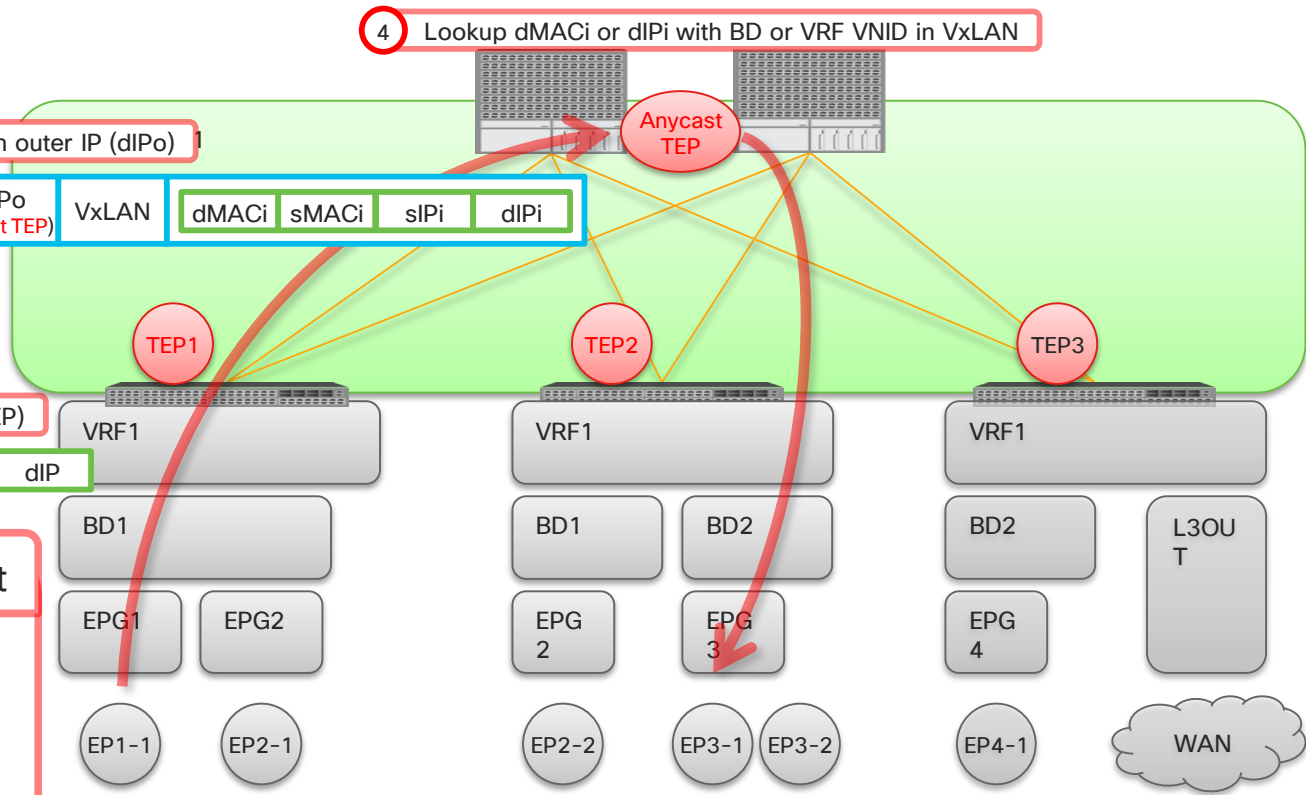 4 Lookup dMACi or dIPi with BD or VRF VNID in VxLAN
Anycast
TEP
n outer IP (dIPo)
1
Po
t TEP)
VxLAN
dMACi sMACi sIPi dIPi
TEP1
TEP2
TEP3
EP)
dIP
t
VRF1
VRF1
VRF1
BD1
BD1
BD2
BD2
L3OU
T
EPG1
EPG2
EPG
2
EPG
3
EPG
4
EP1-1
EP2-1
EP2-2
EP3-1
EP3-2
EP4-1
WAN